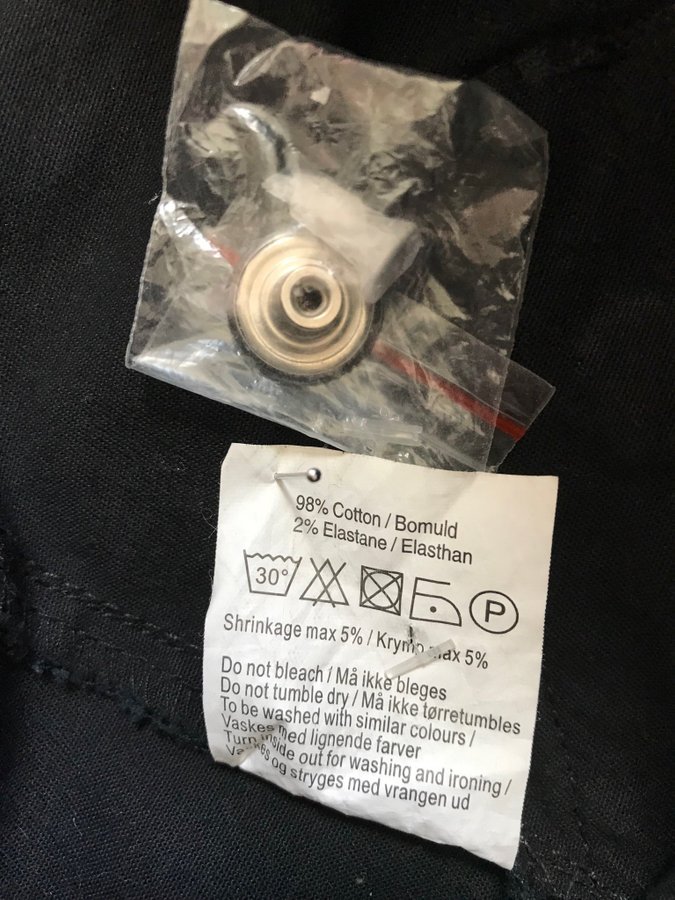 98% Cotton / Bomuld
2% Elastane / Elasthan
30°
P
Shrinkage max 5% / Krymp max 5%
Do not bleach / Må ikke bleges
Do not tumble dry / Må ikke tørretumbles
To be washed with similar colours /
Vaskes med lignende farver
Turn inside out for washing and ironing /
Vaskes og stryges med vrangen ud